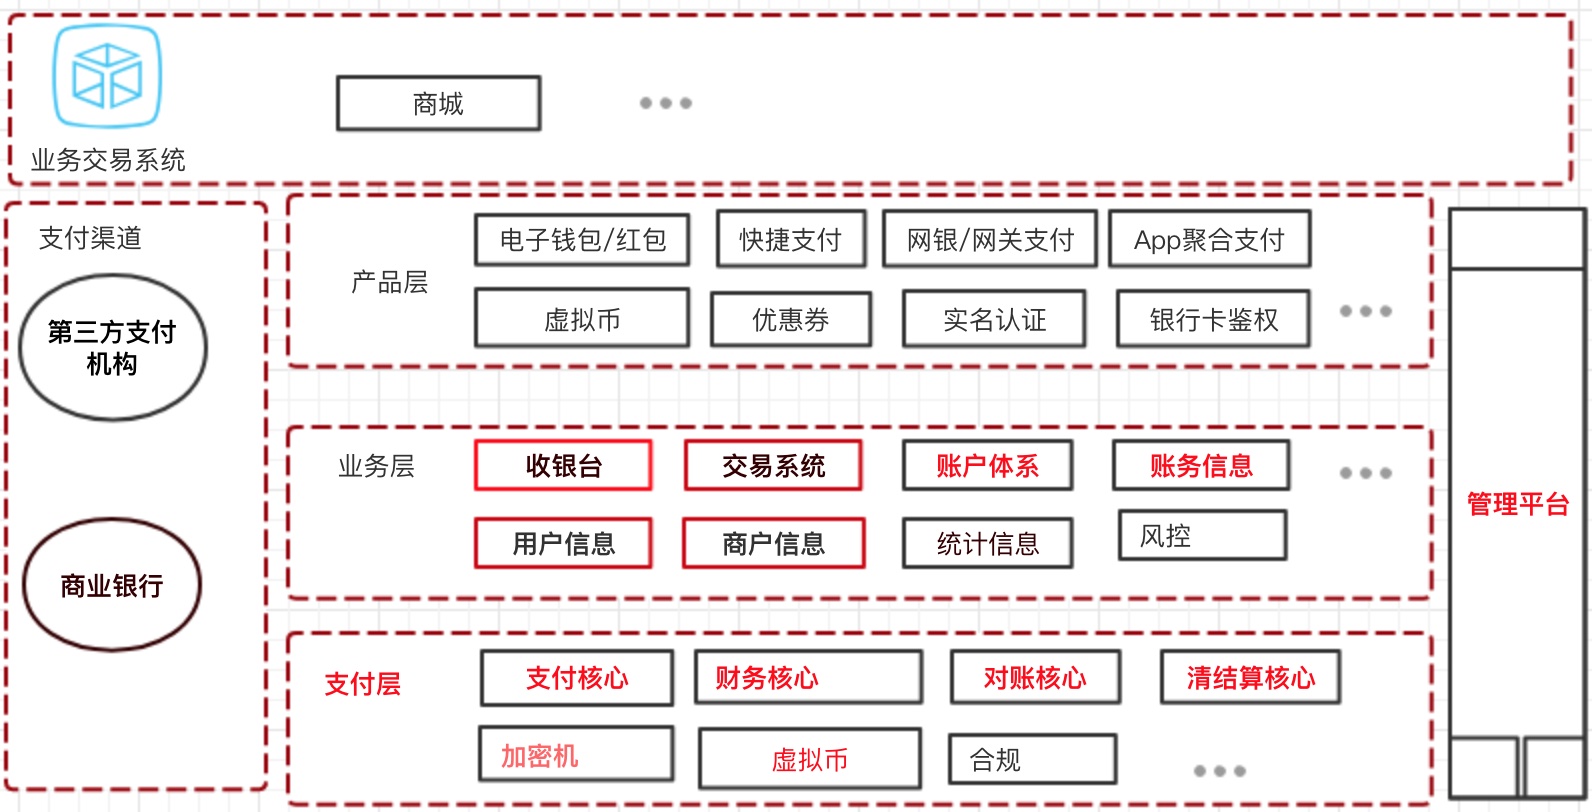 商城
业务交易系统
支付渠道
第三方支付
机构
商业银行
产品层
电子钱包/红包
快捷支付
网银/网关支付
App聚合支付
虚拟币
优惠券
实名认证
银行卡鉴权
业务层
收银台
交易系统
账户体系
账务信息
用户信息
商户信息
统计信息
风控
支付层
支付核心
财务核心
对账核心
清结算核心
加密机
虚拟币
合规
管理平台